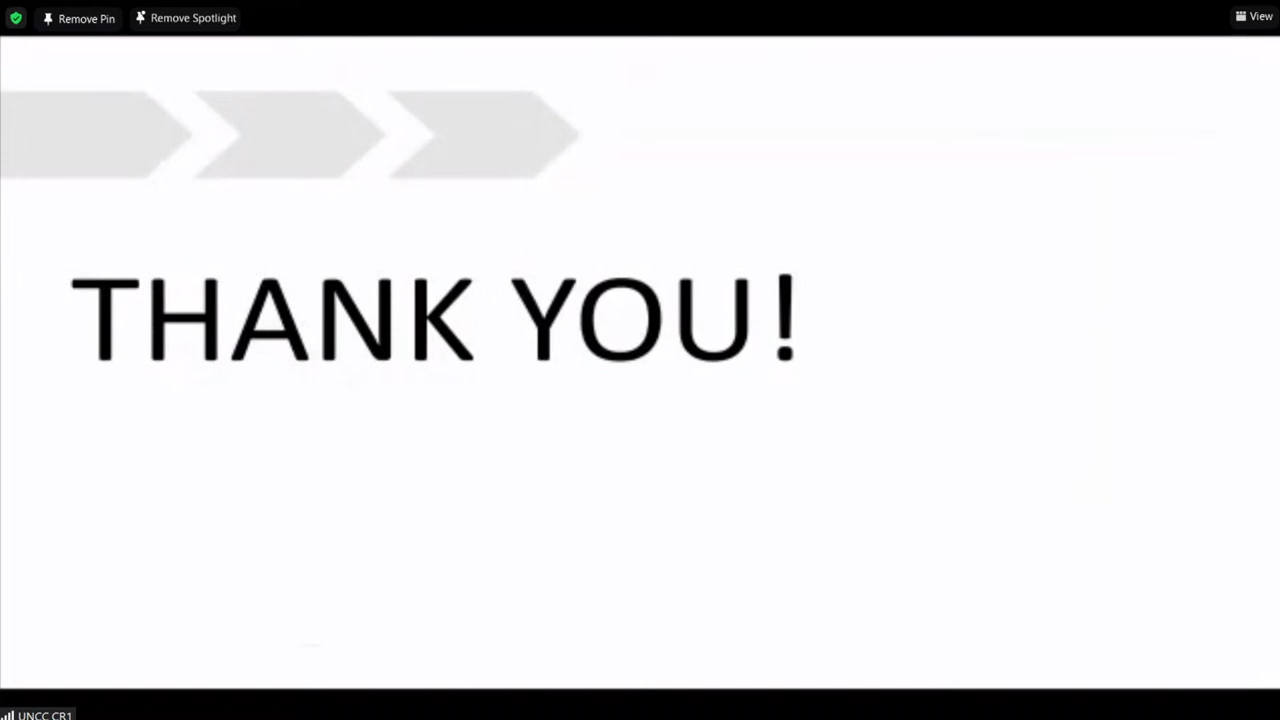 Remove Pin
Remove Spotlight
View
THANK YOU!
UNCC CR1